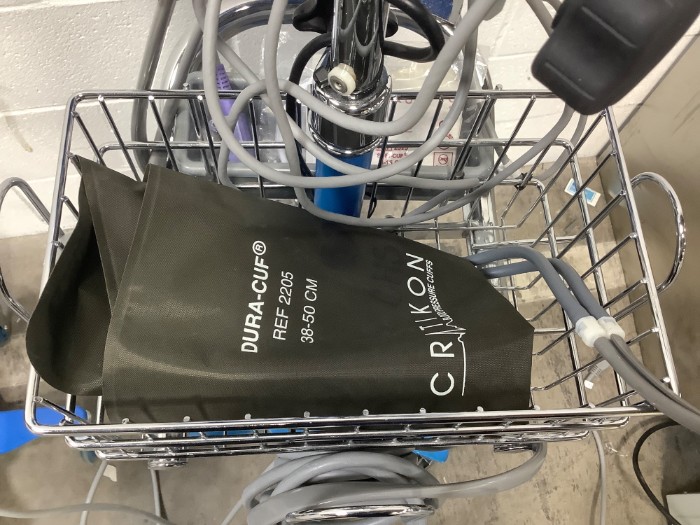 DURA-CUF®
REF 2205
38-50 CM
CRITIKON
BLOOD PRESSURE CUFFS